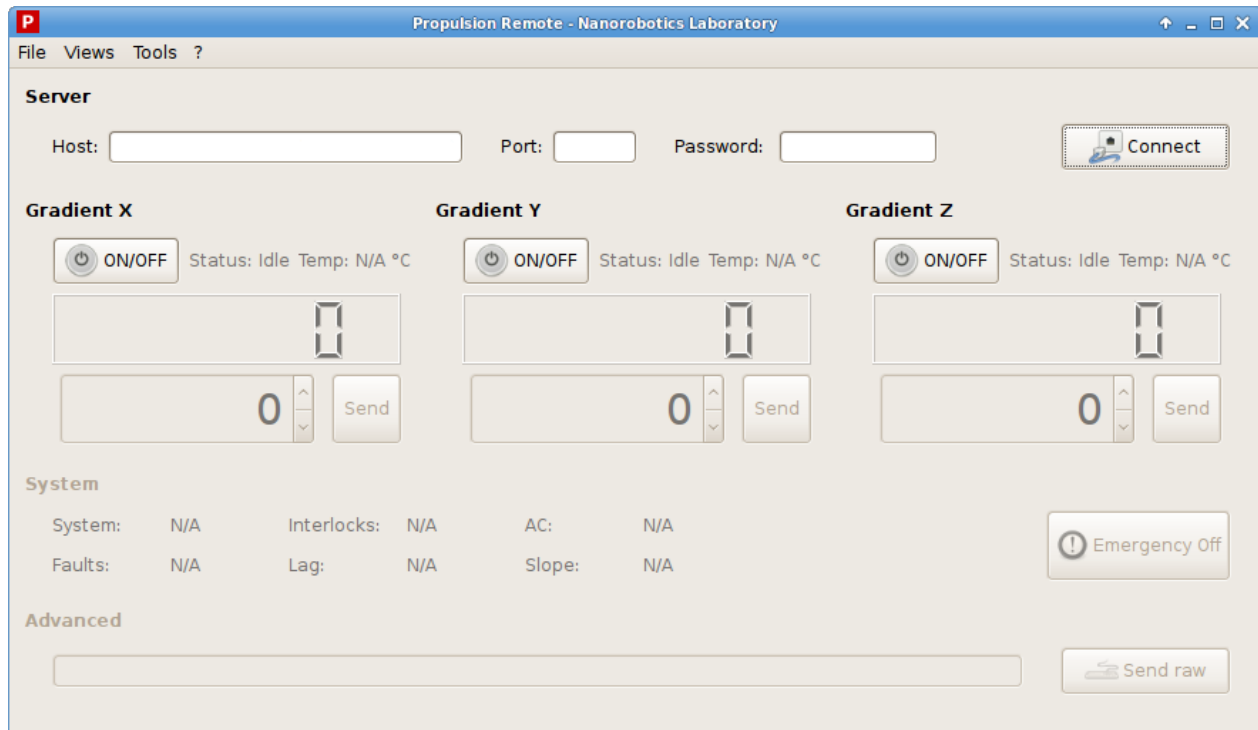 P Propulsion Remote - Nanorobotics Laboratory
File Views Tools ?
Server
Host: Port: Password: Connect
Gradient X Gradient Y Gradient Z
ON/OFF Status: Idle Temp: N/A °C ON/OFF Status: Idle Temp: N/A °C ON/OFF Status: Idle Temp: N/A °C
0 0 0
0 Send 0 Send 0 Send
System
System: N/A Interlocks: N/A AC: N/A
Emergency Off
Faults: N/A Lag: N/A Slope: N/A
Advanced
Send raw